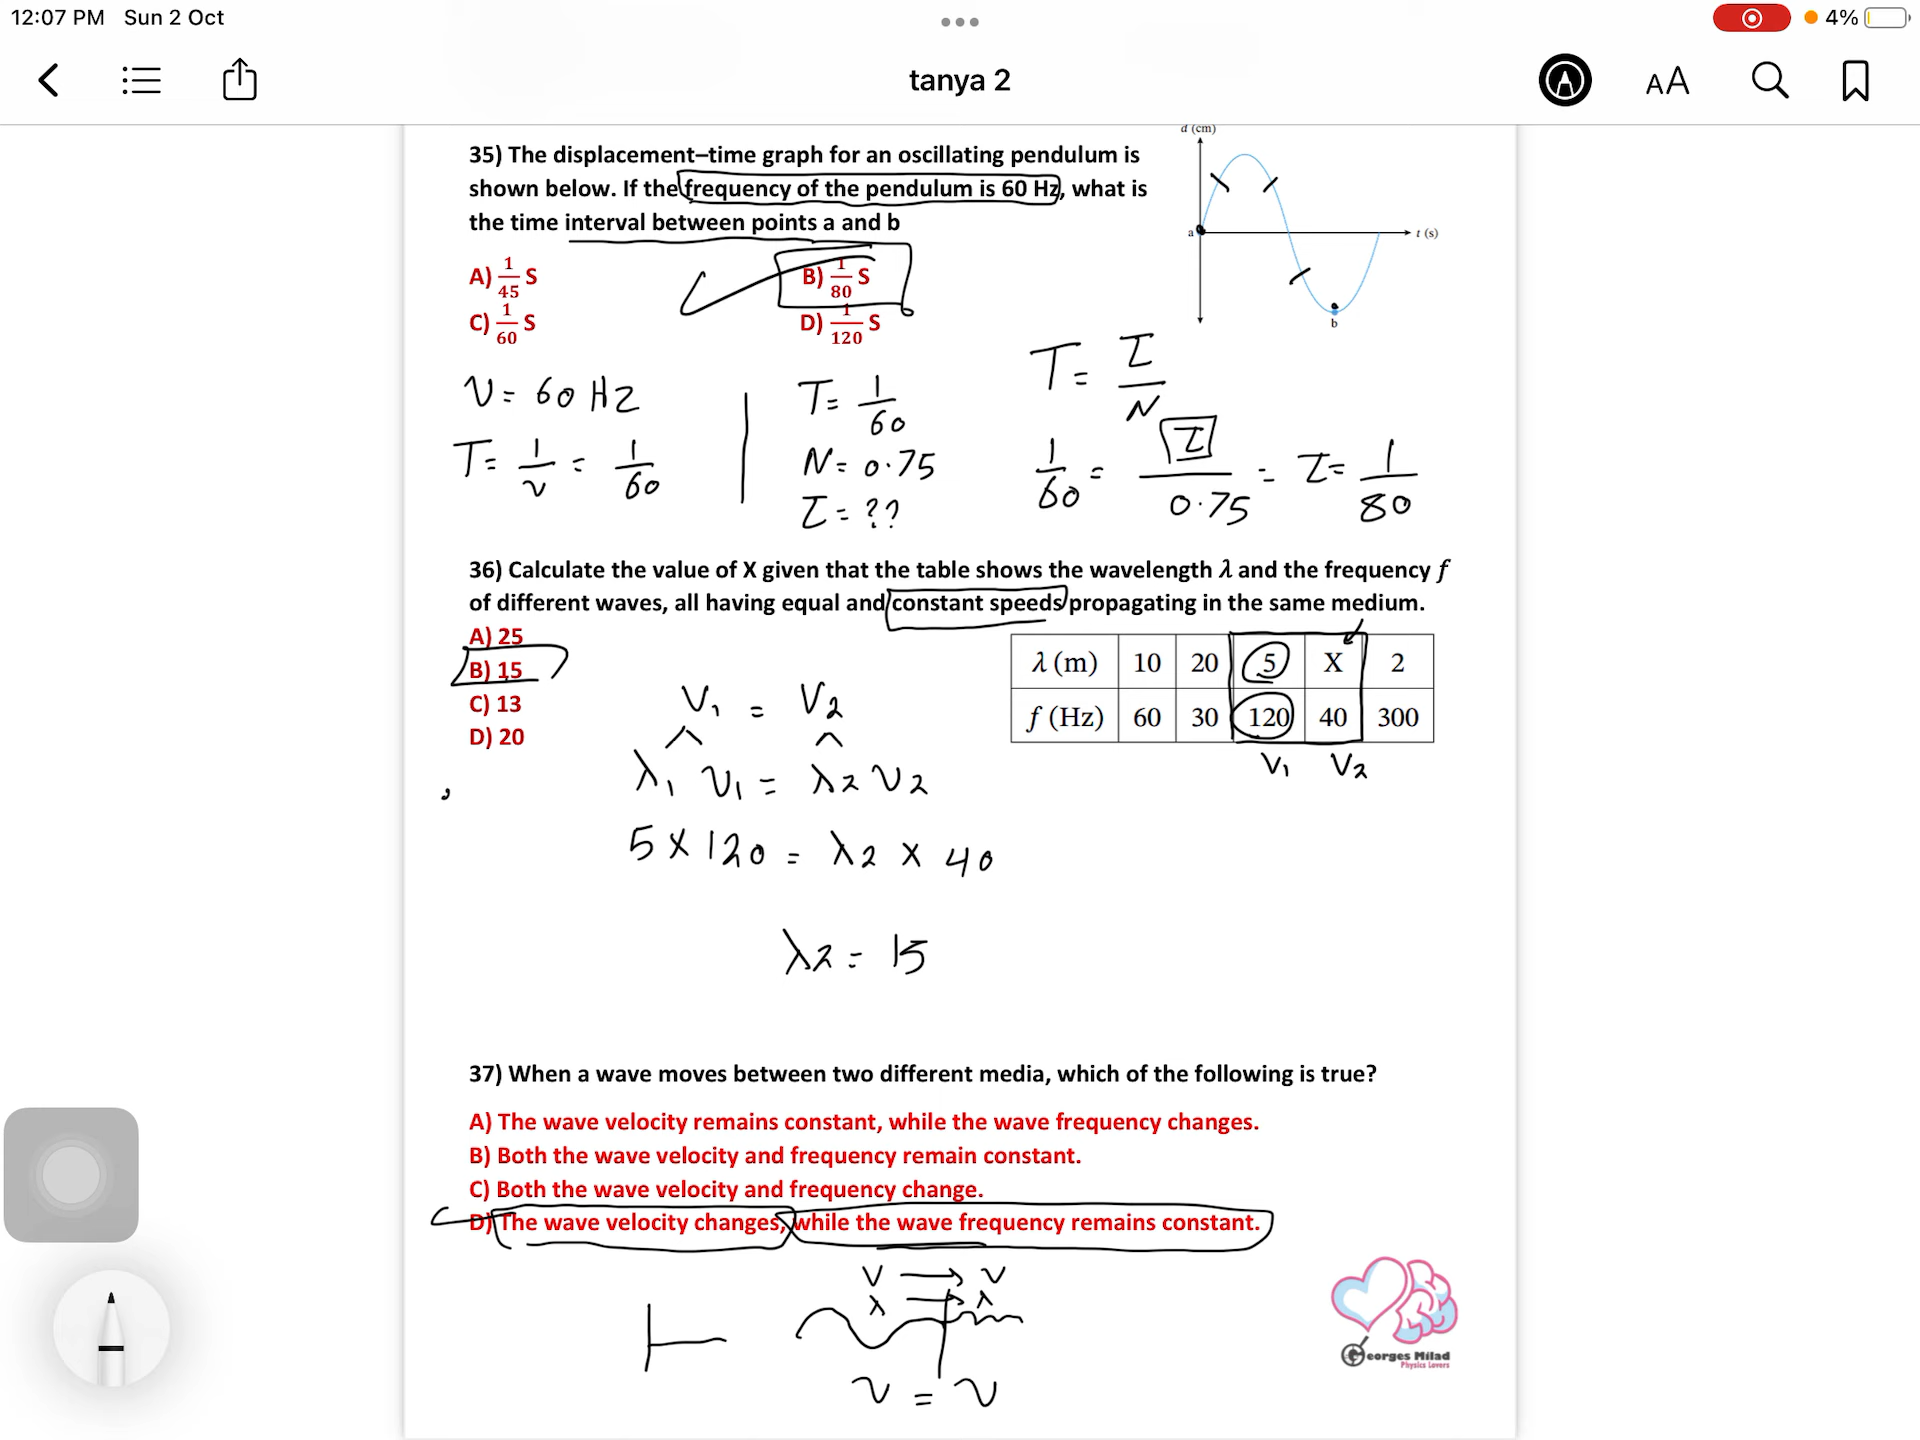 12:07 PM Sun 2 Oct
4%
tanya 2
AA
d (cm)
35) The displacement–time graph for an oscillating pendulum is
shown below. If the frequency of the pendulum is 60 Hz, what is
the time interval between points a and b
a
t (s)
b
A) 1/45 S
B) 1/80 S
C) 1/60 S
D) 1/120 S
ν = 60 Hz
T = 1/ν = 1/60
T = 1/60
N = 0.75
Σ = ??
T = Σ/N
1/60 = Σ/0.75 = Σ = 1/80
36) Calculate the value of X given that the table shows the wavelength λ and the frequency f
of different waves, all having equal and constant speeds propagating in the same medium.
A) 25
B) 15
C) 13
D) 20
λ (m) 10 20 5 X 2
f (Hz) 60 30 120 40 300
V1 V2
V1 = V2
λ1 ν1 = λ2 ν2
5 × 120 = λ2 × 40
λ2 = 15
37) When a wave moves between two different media, which of the following is true?
A) The wave velocity remains constant, while the wave frequency changes.
B) Both the wave velocity and frequency remain constant.
C) Both the wave velocity and frequency change.
D) The wave velocity changes, while the wave frequency remains constant.
V → V
λ → λ
ν = ν
Georges Milad
Physics Lovers